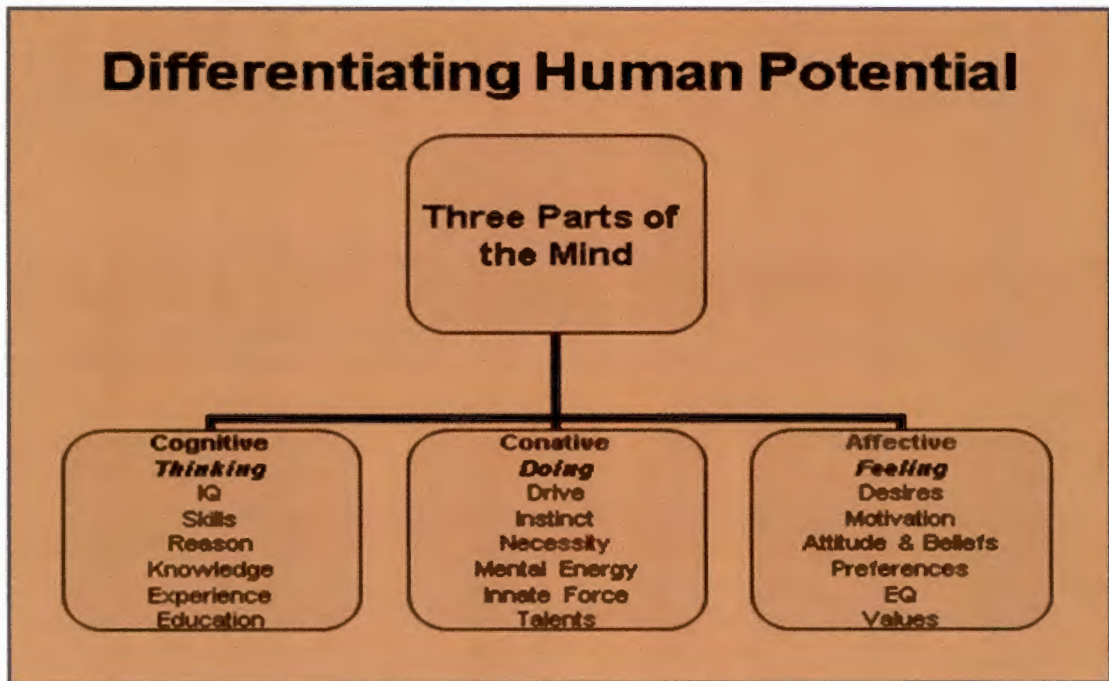 Differentiating Human Potential
Three Parts of
the Mind
Cognitive
Thinking
IQ
Skills
Reason
Knowledge
Experience
Education
Conative
Doing
Drive
Instinct
Necessity
Mental Energy
Innate Force
Talents
Affective
Feeling
Desires
Motivation
Attitude & Beliefs
Preferences
EQ
Values